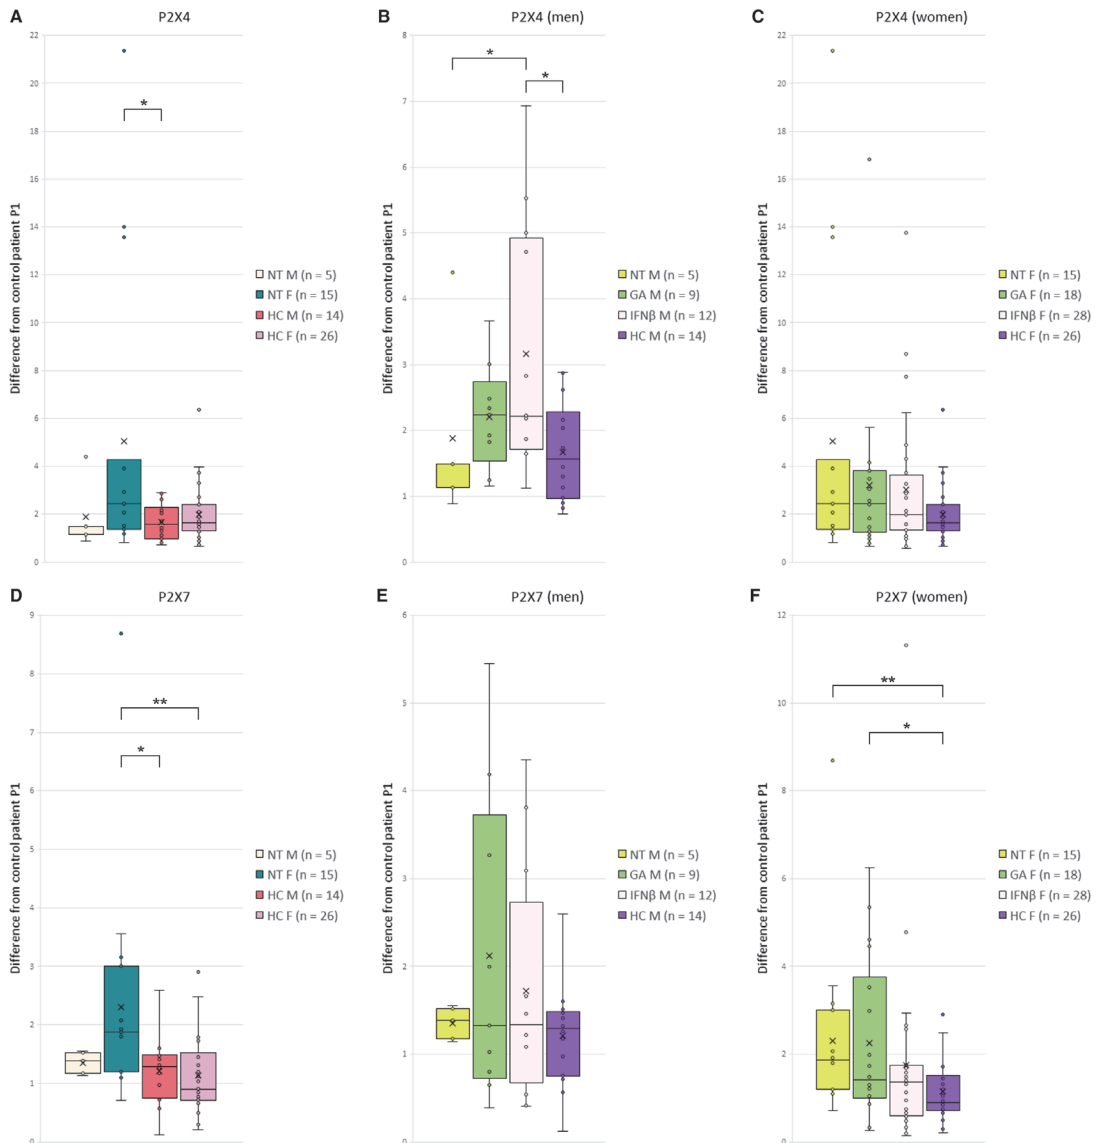 A P2X4
Difference from control patient P1
22
20
18
16
14
12
10
8
6
4
2
0
*
NT M (n = 5)
NT F (n = 15)
HC M (n = 14)
HC F (n = 26)
B P2X4 (men)
Difference from control patient P1
8
7
6
5
4
3
2
1
0
*
*
NT M (n = 5)
GA M (n = 9)
IFNβ M (n = 12)
HC M (n = 14)
C P2X4 (women)
Difference from control patient P1
22
20
18
16
14
12
10
8
6
4
2
0
NT F (n = 15)
GA F (n = 18)
IFNβ F (n = 28)
HC F (n = 26)
D P2X7
Difference from control patient P1
9
8
7
6
5
4
3
2
1
0
**
*
NT M (n = 5)
NT F (n = 15)
HC M (n = 14)
HC F (n = 26)
E P2X7 (men)
Difference from control patient P1
6
5
4
3
2
1
0
NT M (n = 5)
GA M (n = 9)
IFNβ M (n = 12)
HC M (n = 14)
F P2X7 (women)
Difference from control patient P1
12
10
8
6
4
2
0
**
*
NT F (n = 15)
GA F (n = 18)
IFNβ F (n = 28)
HC F (n = 26)